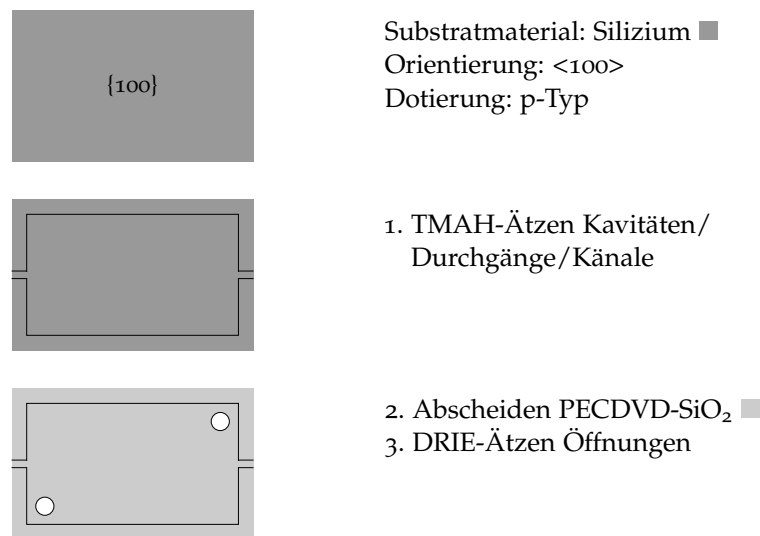 {100}
Substratmaterial: Silizium
Orientierung: <100>
Dotierung: p-Typ
1. TMAH-Ätzen Kavitäten/
Durchgänge/Känale
2. Abscheiden PECDVD-SiO₂
3. DRIE-Ätzen Öffnungen